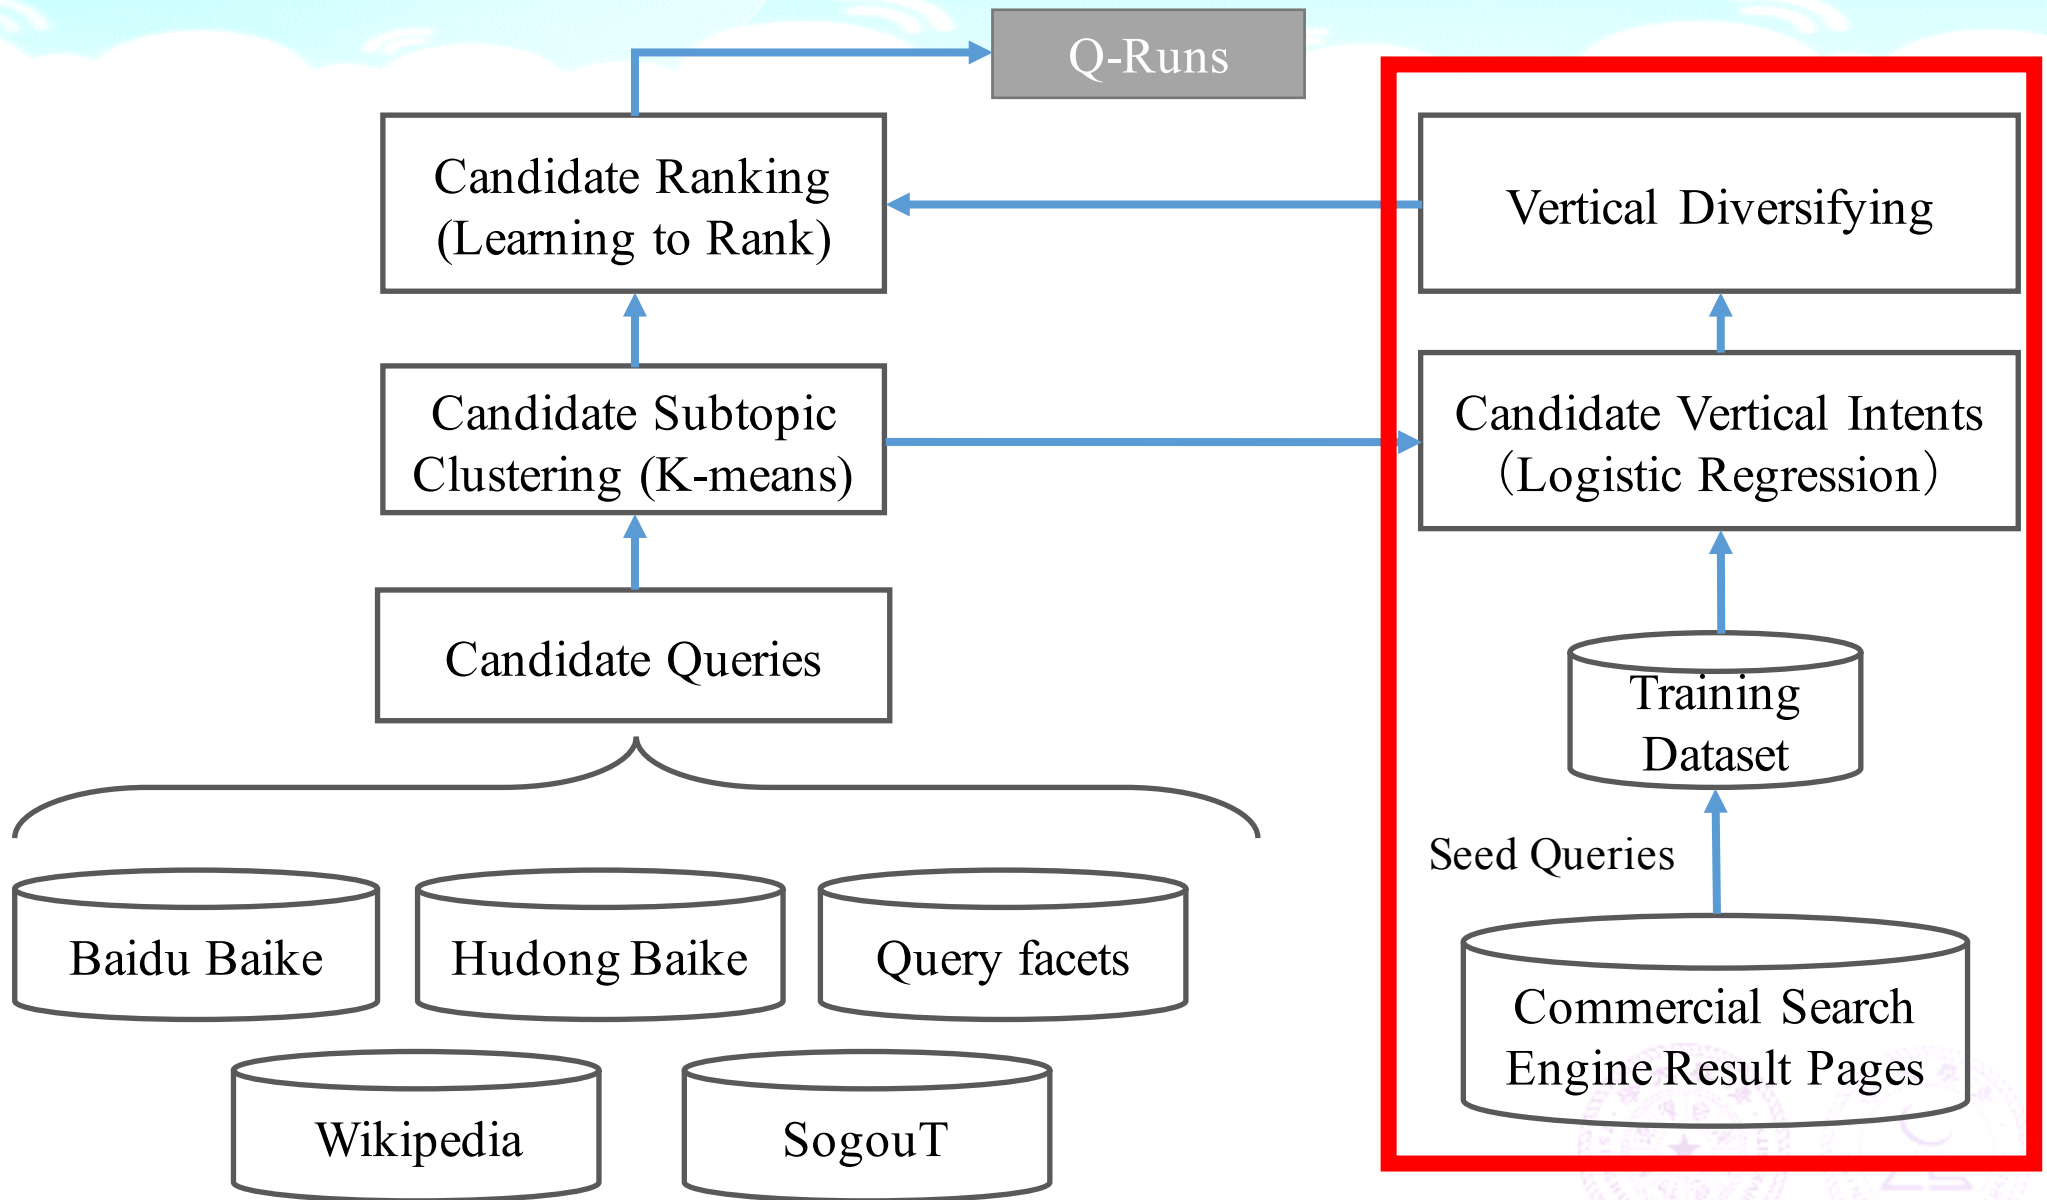 Q-Runs
Candidate Ranking
(Learning to Rank)
Vertical Diversifying
Candidate Subtopic
Clustering (K-means)
Candidate Vertical Intents
（Logistic Regression）
Candidate Queries
Training
Dataset
Seed Queries
Baidu Baike
Hudong Baike
Query facets
Commercial Search
Engine Result Pages
Wikipedia
SogouT